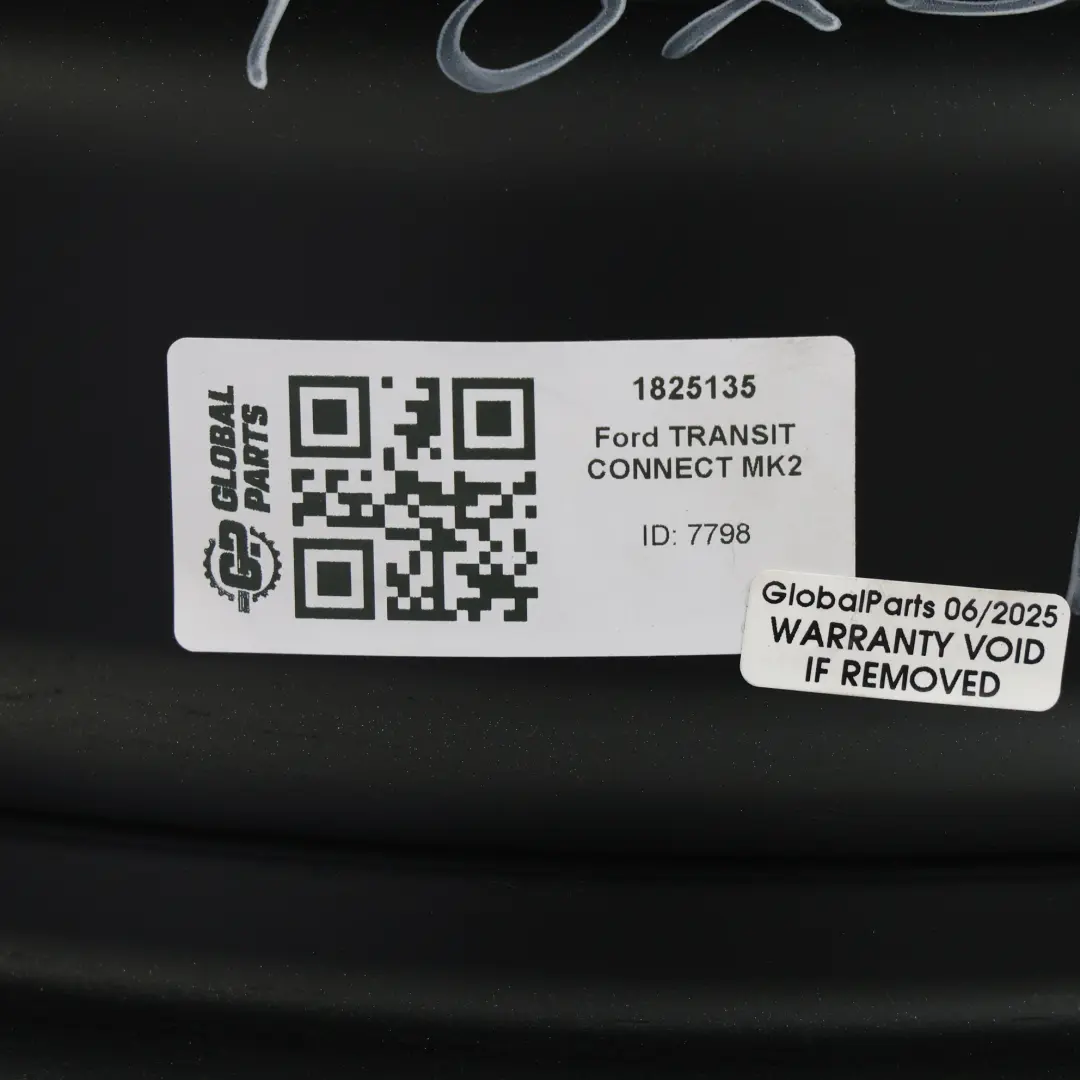 GLOBAL
PARTS
1825135
Ford TRANSIT
CONNECT MK2
ID: 7798
GlobalParts 06/2025
WARRANTY VOID
IF REMOVED